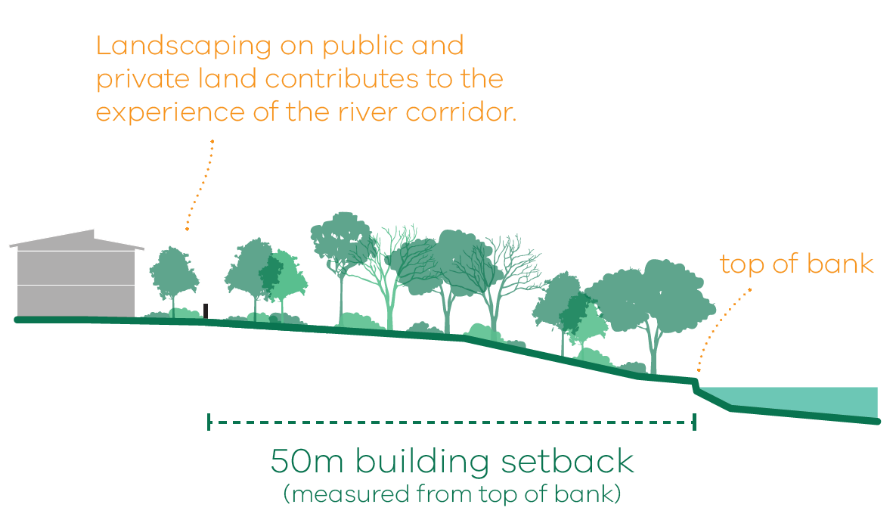 Landscaping on public and
private land contributes to the
experience of the river corridor.
top of bank
50m building setback
(measured from top of bank)